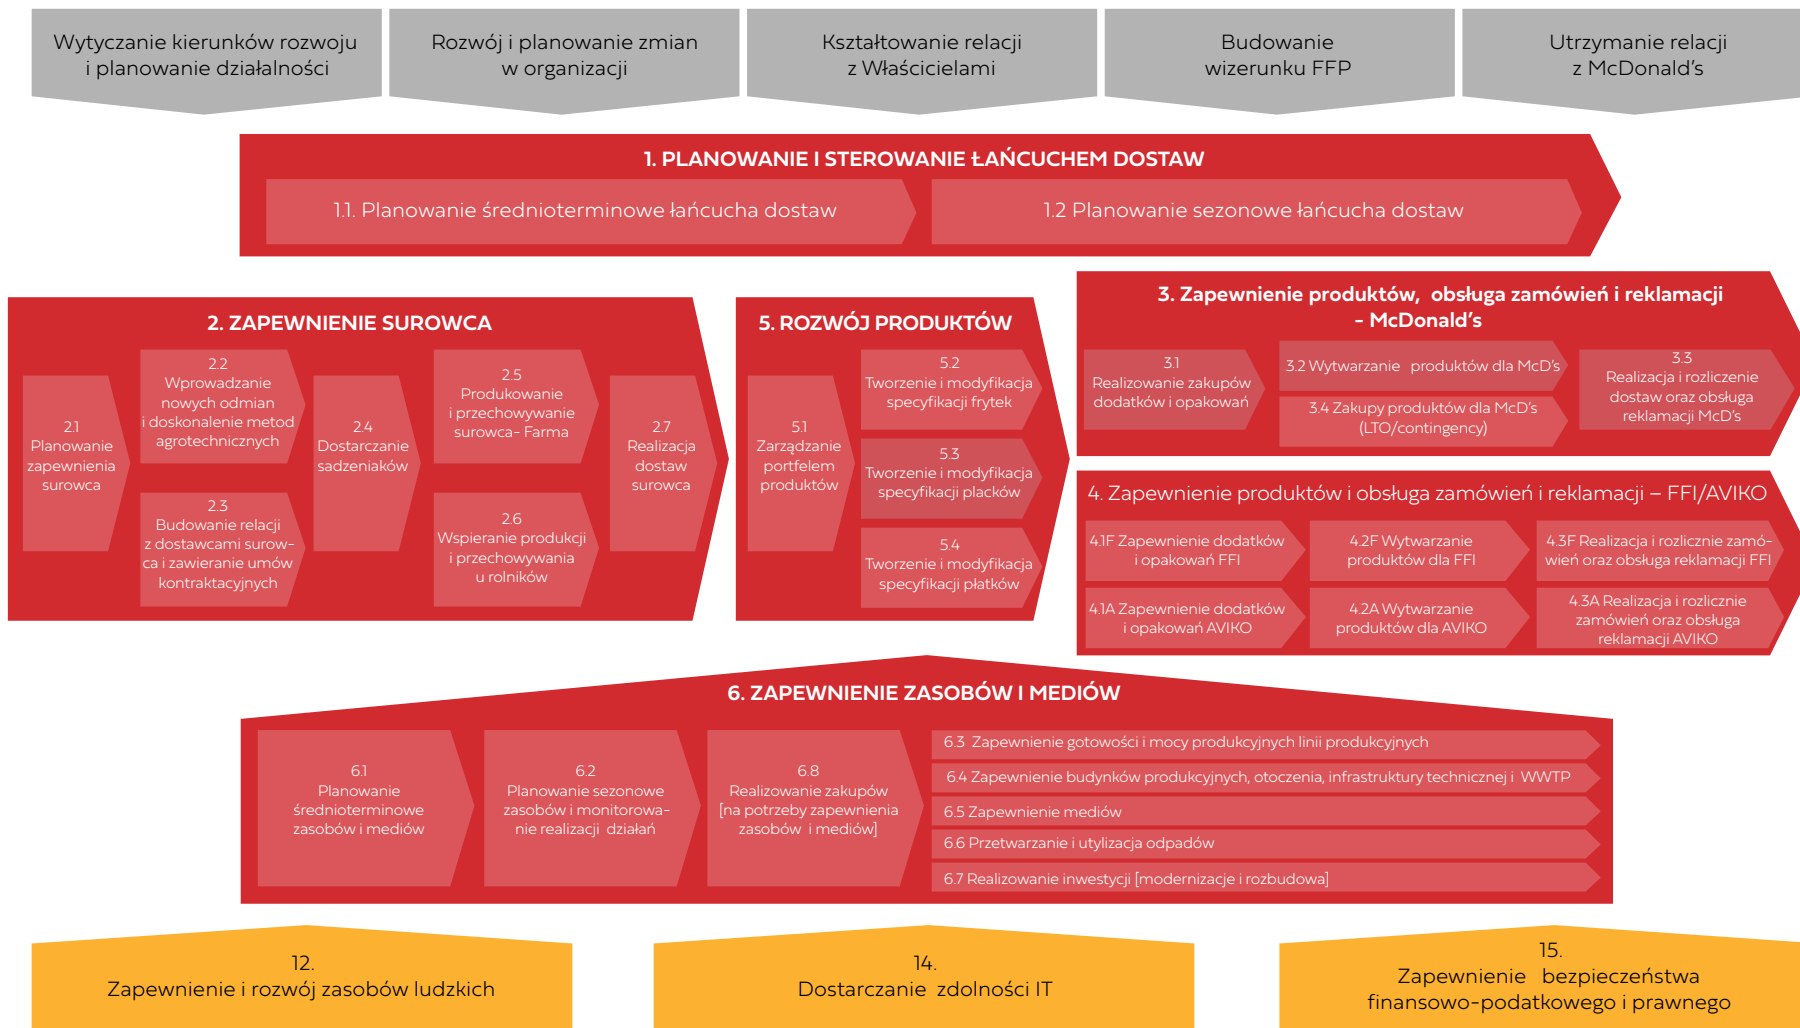 Wytyczanie kierunków rozwoju
i planowanie działalności
Rozwój i planowanie zmian
w organizacji
Kształtowanie relacji
z Właścicielami
Budowanie
wizerunku FFP
Utrzymanie relacji
z McDonald's
1. PLANOWANIE I STEROWANIE ŁAŃCUCHEM DOSTAW
1.1. Planowanie średnioterminowe łańcucha dostaw
1.2 Planowanie sezonowe łańcucha dostaw
2. ZAPEWNIENIE SUROWCA
2.1
Planowanie
zapewnienia
surowca
2.2
Wprowadzanie
nowych odmian
i doskonalenie metod
agrotechnicznych
2.3
Budowanie relacji
z dostawcami surow-
ca i zawieranie umów
kontraktacyjnych
2.4
Dostarczanie
sadzeniaków
2.5
Produkowanie
i przechowywanie
surowca- Farma
2.6
Wspieranie produkcji
i przechowywania
u rolników
2.7
Realizacja
dostaw
surowca
5. ROZWÓJ PRODUKTÓW
5.1
Zarządzanie
portfelem
produktów
5.2
Tworzenie i modyfikacja
specyfikacji frytek
5.3
Tworzenie i modyfikacja
specyfikacji placków
5.4
Tworzenie i modyfikacja
specyfikacji płatków
3. Zapewnienie produktów, obsługa zamówień i reklamacji
- McDonald's
3.1
Realizowanie zakupów
dodatków i opakowań
3.2 Wytwarzanie produktów dla McD's
3.4 Zakupy produktów dla McD's
(LTO/contingency)
3.3
Realizacja i rozliczenie
dostaw oraz obsługa
reklamacji McD's
4. Zapewnienie produktów i obsługa zamówień i reklamacji – FFI/AVIKO
4.1F Zapewnienie dodatków
i opakowań FFI
4.2F Wytwarzanie
produktów dla FFI
4.3F Realizacja i rozlicznie zamó-
wień oraz obsługa reklamacji FFI
4.1A Zapewnienie dodatków
i opakowań AVIKO
4.2A Wytwarzanie
produktów dla AVIKO
4.3A Realizacja i rozlicznie
zamówień oraz obsługa
reklamacji AVIKO
6. ZAPEWNIENIE ZASOBÓW I MEDIÓW
6.1
Planowanie
średnioterminowe
zasobów i mediów
6.2
Planowanie sezonowe
zasobów i monitorowa-
nie realizacji działań
6.8
Realizowanie zakupów
[na potrzeby zapewnienia
zasobów i mediów]
6.3 Zapewnienie gotowości i mocy produkcyjnych linii produkcyjnych
6.4 Zapewnienie budynków produkcyjnych, otoczenia, infrastruktury technicznej i WWTP
6.5 Zapewnienie mediów
6.6 Przetwarzanie i utylizacja odpadów
6.7 Realizowanie inwestycji [modernizacje i rozbudowa]
12.
Zapewnienie i rozwój zasobów ludzkich
14.
Dostarczanie zdolności IT
15.
Zapewnienie bezpieczeństwa
finansowo-podatkowego i prawnego